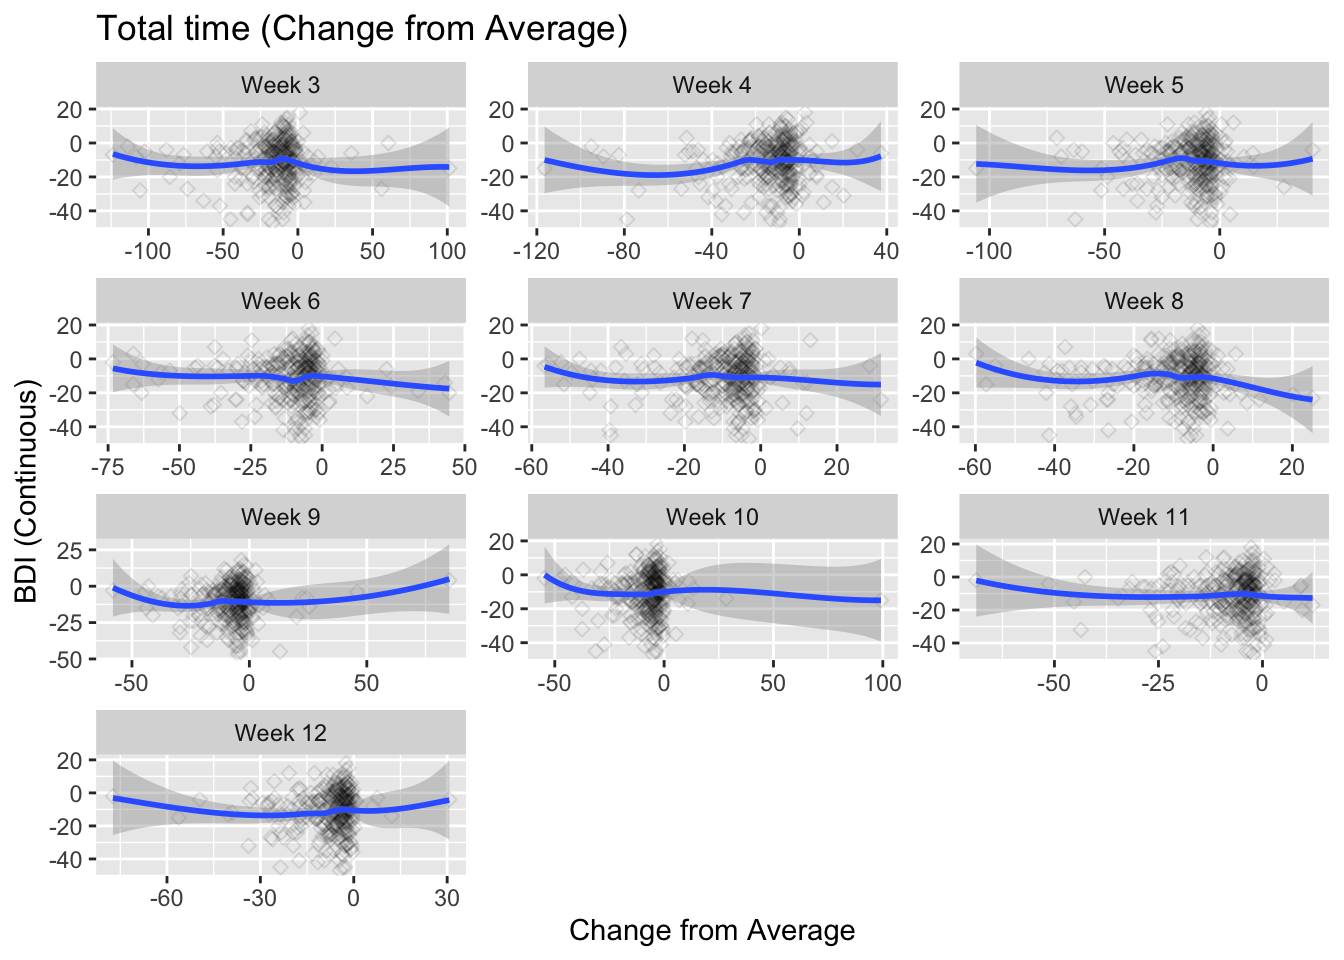 Total time (Change from Average)
Week 3 Week 4 Week 5
20 20 20
0 0 0
-20 -20 -20
-40 -40 -40
-100 -50 0 50 100 -120 -80 -40 0 40 -100 -50 0
Week 6 Week 7 Week 8
20 20 20
0 0 0
-20 -20 -20
-40 -40 -40
-75 -50 -25 0 25 50 -60 -40 -20 0 20 -60 -40 -20 0 20
BDI (Continuous)
Week 9 Week 10 Week 11
25 20 20
0 0 0
-25 -20 -20
-50 -40 -40
-50 0 50 -50 0 50 100 -50 -25 0
Week 12
20
0
-20
-40
-60 -30 0 30
Change from Average